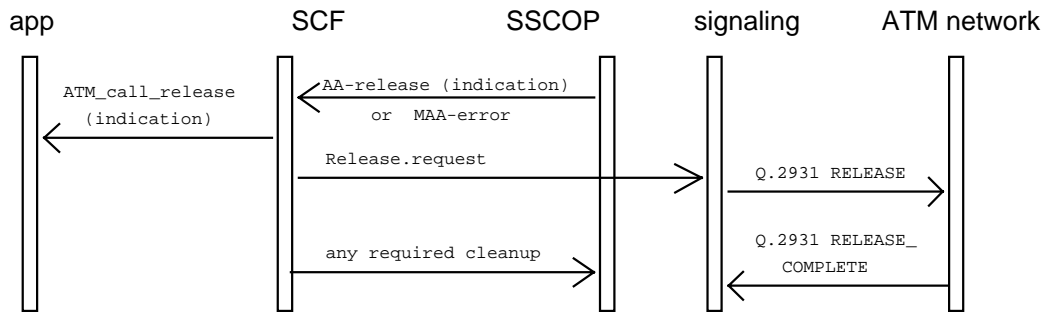 app SCF SSCOP signaling ATM network
AA-release (indication)
ATM_call_release
(indication)
or MAA-error
Release.request
Q.2931 RELEASE
Q.2931 RELEASE_
any required cleanup
COMPLETE